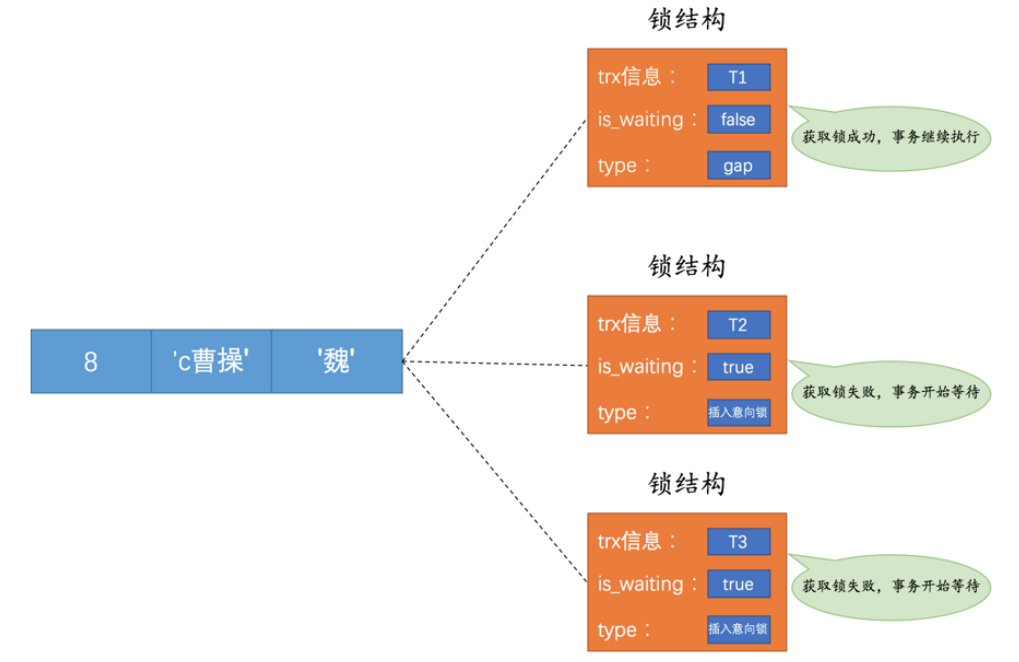 锁结构
trx信息： T1
is_waiting： false
type： gap
获取锁成功，事务继续执行
锁结构
trx信息： T2
is_waiting： true
type： 插入意向锁
获取锁失败，事务开始等待
8 'c曹操' '魏'
锁结构
trx信息： T3
is_waiting： true
type： 插入意向锁
获取锁失败，事务开始等待